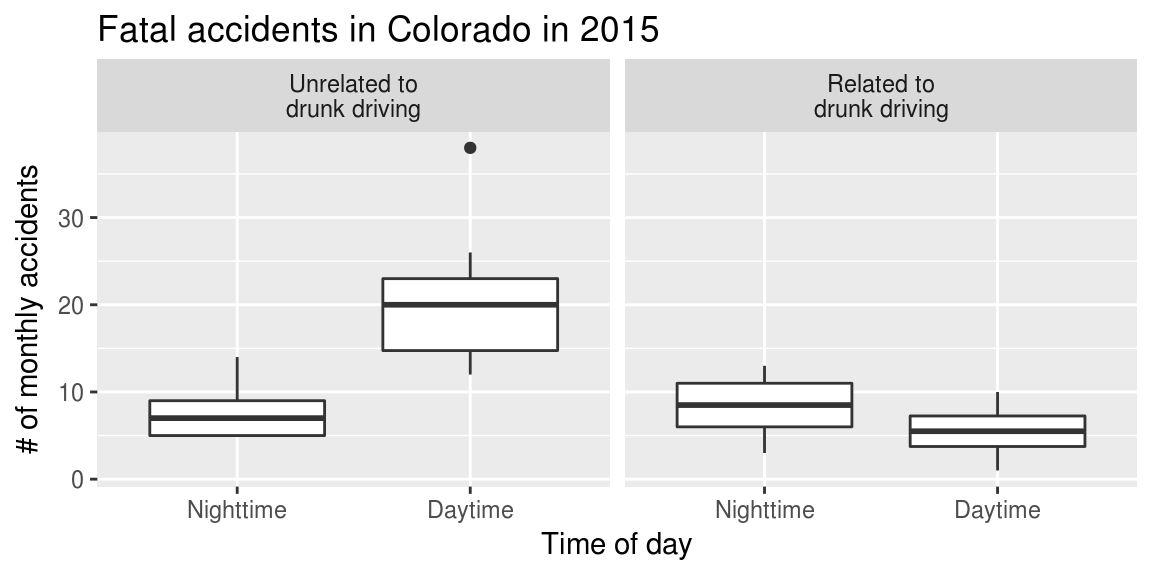 Fatal accidents in Colorado in 2015
Unrelated to
drunk driving
Related to
drunk driving
# of monthly accidents
30
20
10
0
Nighttime
Daytime
Nighttime
Daytime
Time of day